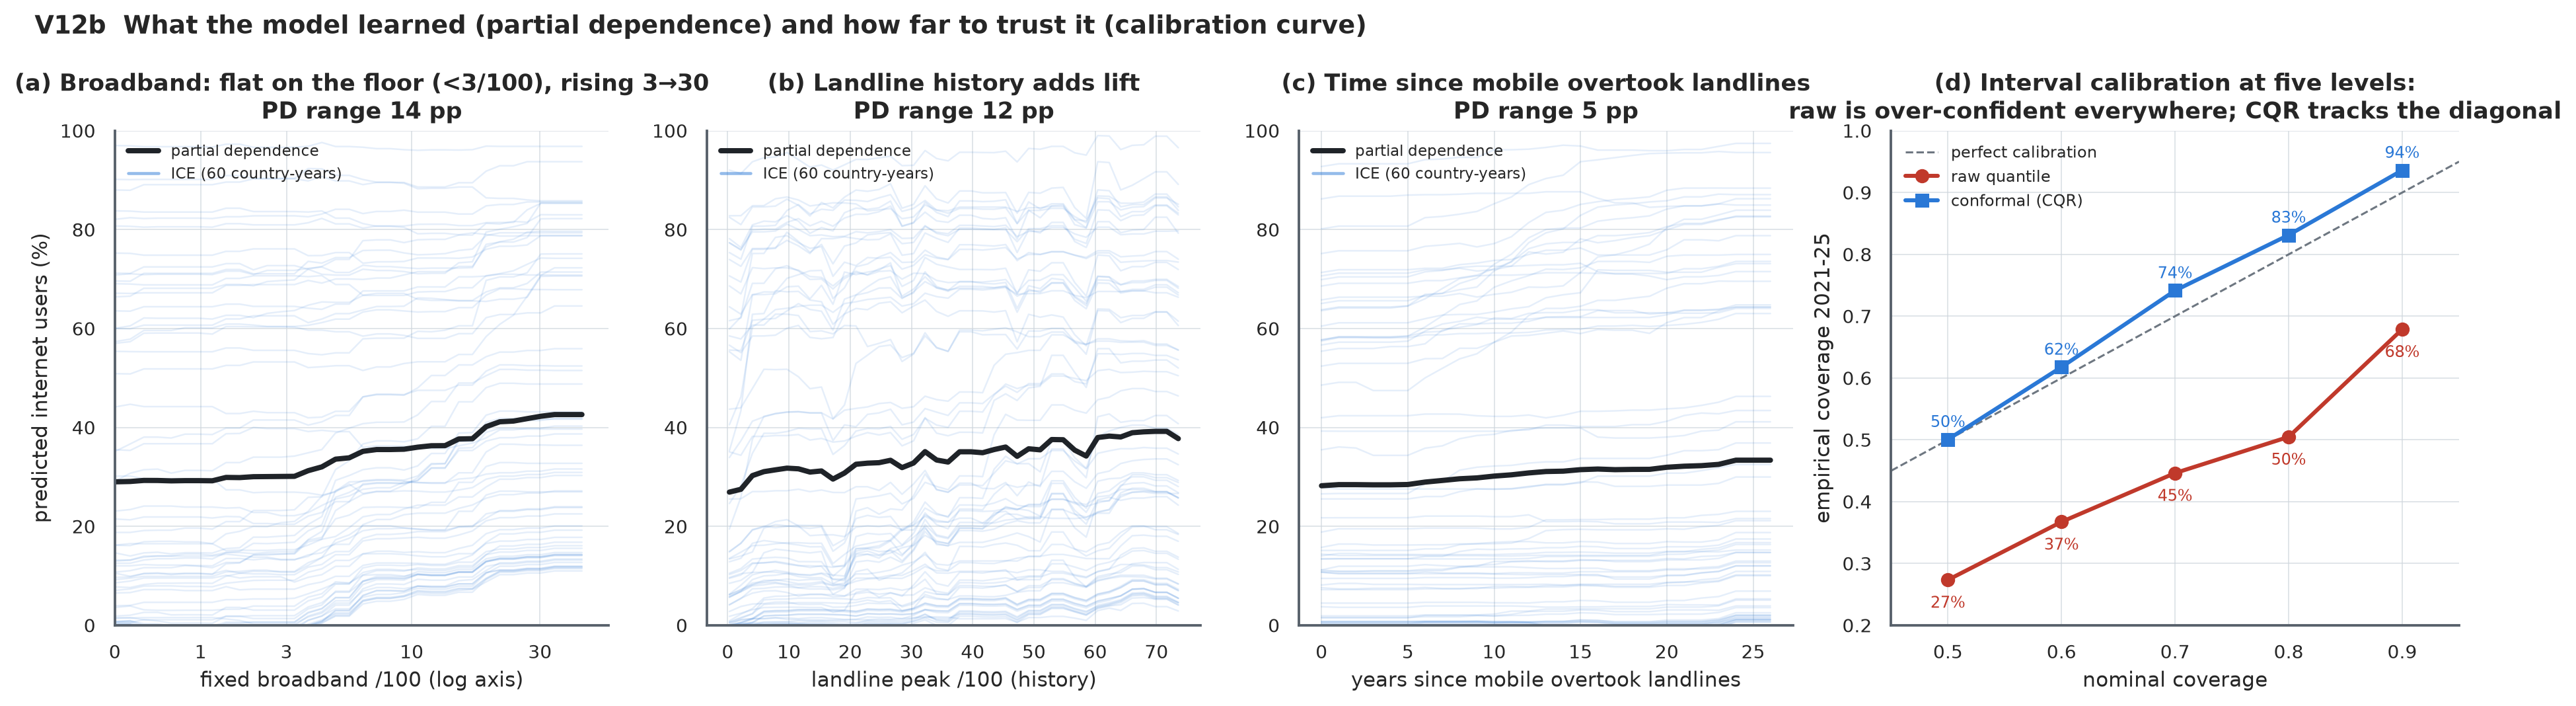 V12b  What the model learned (partial dependence) and how far to trust it (calibration curve)
(a) Broadband: flat on the floor (<3/100), rising 3→30
PD range 14 pp
100
80
60
40
20
0
predicted internet users (%)
partial dependence
ICE (60 country-years)
0 1 3 10 30
fixed broadband /100 (log axis)
(b) Landline history adds lift
PD range 12 pp
100
80
60
40
20
0
partial dependence
ICE (60 country-years)
0 10 20 30 40 50 60 70
landline peak /100 (history)
(c) Time since mobile overtook landlines
PD range 5 pp
100
80
60
40
20
0
partial dependence
ICE (60 country-years)
0 5 10 15 20 25
years since mobile overtook landlines
(d) Interval calibration at five levels:
raw is over-confident everywhere; CQR tracks the diagonal
1.0
0.9
0.8
0.7
0.6
0.5
0.4
0.3
0.2
empirical coverage 2021-25
perfect calibration
raw quantile
conformal (CQR)
50%
62%
74%
83%
94%
27%
37%
45%
50%
68%
0.5 0.6 0.7 0.8 0.9
nominal coverage